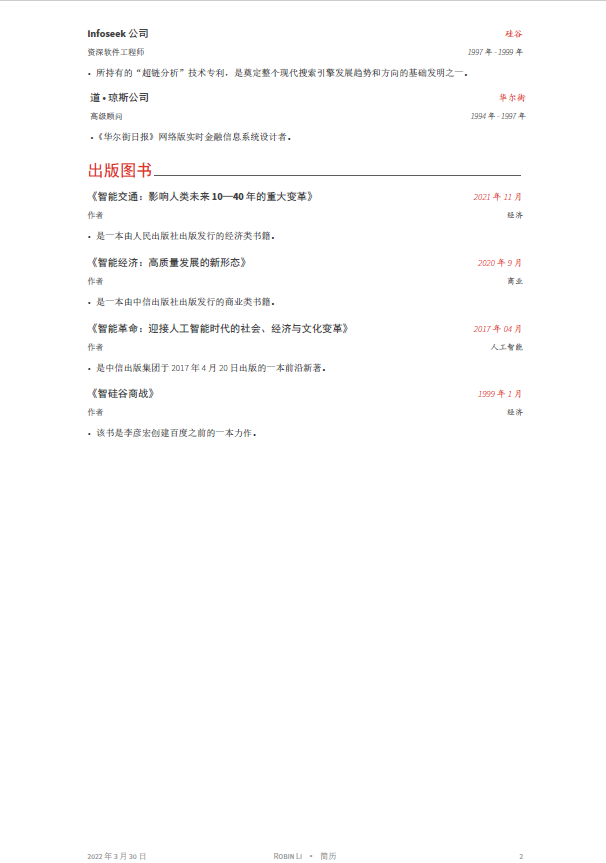 Infoseek 公司 硅谷
资深软件工程师 1997 年 - 1999 年
• 所持有的“超链分析”技术专利，是奠定整个现代搜索引擎发展趋势和方向的基础发明之一.
道•琼斯公司 华尔街
高级顾问 1994 年 - 1997 年
•《华尔街日报》网络版实时金融信息系统设计者.
出版图书
《智能交通：影响人类未来 10—40 年的重大变革》 2021 年 11 月
作者 经济
• 是一本由人民出版社出版发行的经济类书籍.
《智能经济：高质量发展的新形态》 2020 年 9 月
作者 商业
• 是一本由中信出版社出版发行的商业类书籍.
《智能革命：迎接人工智能时代的社会、经济与文化变革》 2017 年 04 月
作者 人工智能
• 是中信出版集团于 2017 年 4 月 20 日出版的一本前沿新著.
《智硅谷商战》 1999 年 1 月
作者 经济
• 该书是李彦宏创建百度之前的一本力作.
2022 年 3 月 30 日 ROBIN LI • 简历 2